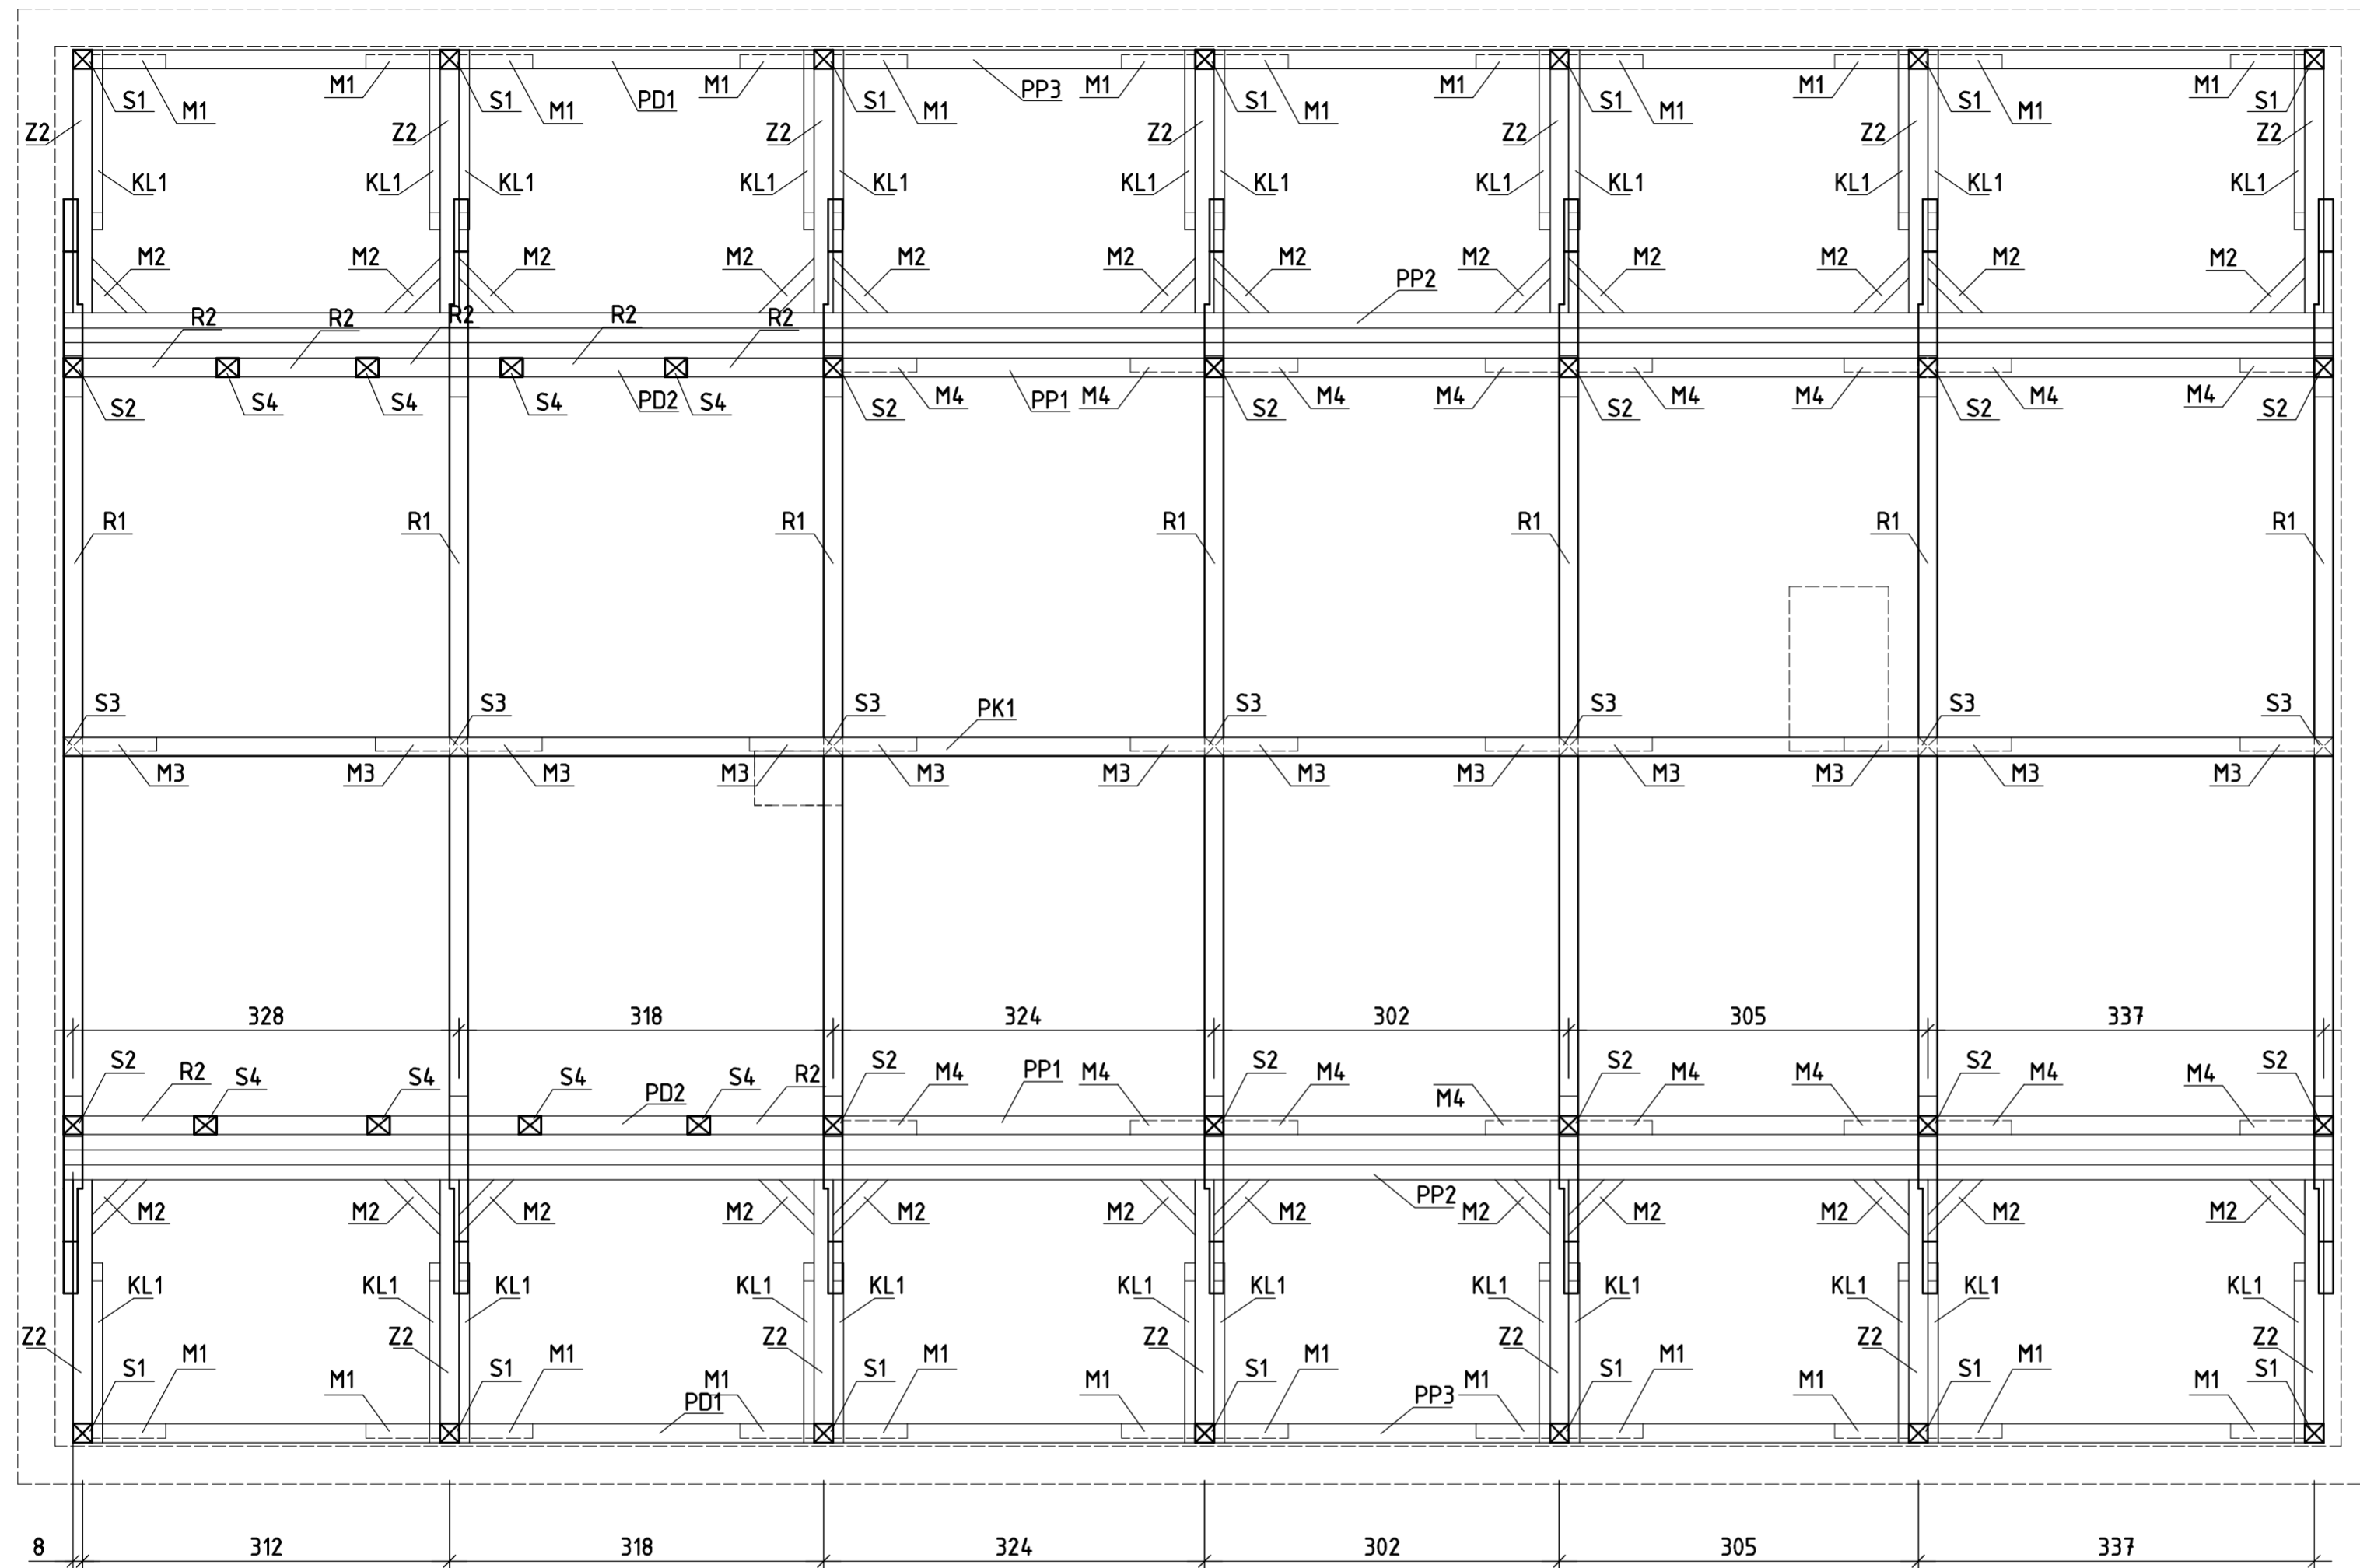 M1 M1 PD1 M1 PP3 M1 M1 M1 M1
S1 M1 S1 M1 S1 M1 S1 M1 S1 M1 S1 M1 S1
Z2 Z2 Z2 Z2 Z2 Z2 Z2
KL1 KL1 KL1 KL1 KL1 KL1 KL1 KL1 KL1 KL1 KL1 KL1
M2 M2 M2 M2 M2 M2 M2 M2 M2 M2 M2 M2
PP2
R2 R2 R2 R2 R2
S2 S4 S4 S4 PD2 S4 S2 M4 PP1 M4 S2 M4 M4 S2 M4 M4 S2 M4 M4 S2
R1 R1 R1 R1 R1 R1 R1
S3 S3 S3 PK1 S3 S3 S3 S3
M3 M3 M3 M3 M3 M3 M3 M3 M3 M3 M3 M3
328 318 324 302 305 337
S2 R2 S4 S4 S4 PD2 S4 R2 S2 M4 PP1 M4 S2 M4 M4 S2 M4 M4 S2 M4 M4 S2
M2 M2 M2 M2 M2 M2 M2 PP2 M2 M2 M2 M2 M2
KL1 KL1 KL1 KL1 KL1 KL1 KL1 KL1 KL1 KL1 KL1 KL1
Z2 Z2 Z2 Z2 Z2 Z2 Z2
S1 M1 M1 S1 M1 M1 S1 M1 M1 S1 M1 M1 S1 M1 M1 S1 M1 M1 S1
PD1 PP3
8 312 318 324 302 305 337